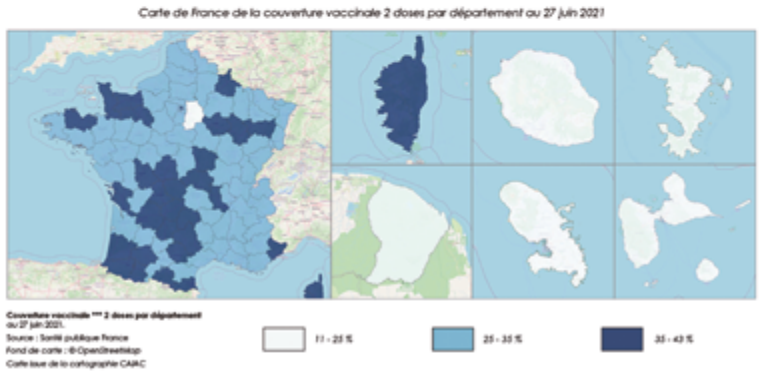 Carte de France de la couverture vaccinale 2 doses par département au 27 juin 2021
Couverture vaccinale *** 2 doses par département
au 27 juin 2021.
Source : Santé publique France
Fond de carte : © OpenStreetMap
Carte issue de la cartographie CAIAC
11 - 25 %
25 - 35 %
35 - 43 %